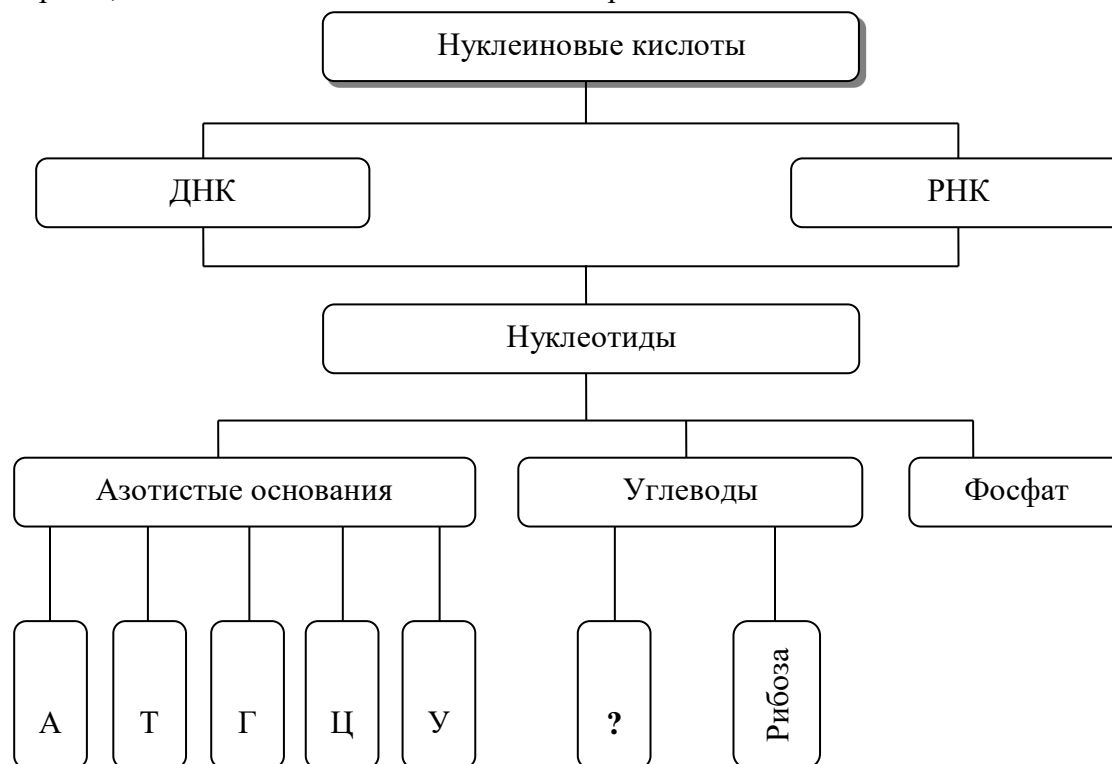 Нуклеиновые кислоты
ДНК
РНК
Нуклеотиды
Азотистые основания
Углеводы
Фосфат
А
Т
Г
Ц
У
?
Рибоза